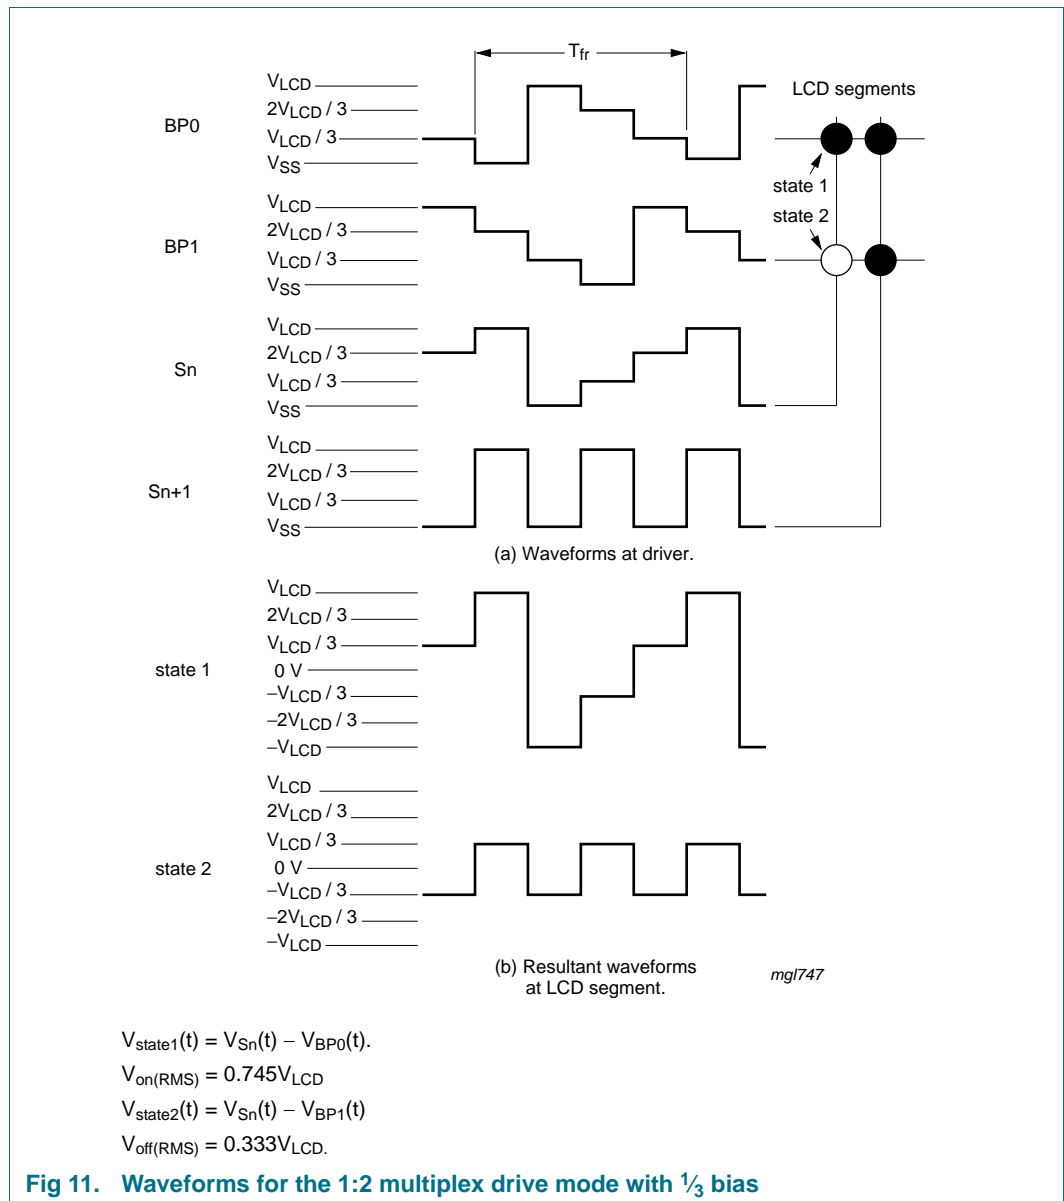 T_fr
BP0
V_LCD
2V_LCD / 3
V_LCD / 3
V_SS
LCD segments
state 1
state 2
BP1
V_LCD
2V_LCD / 3
V_LCD / 3
V_SS
Sn
V_LCD
2V_LCD / 3
V_LCD / 3
V_SS
Sn+1
V_LCD
2V_LCD / 3
V_LCD / 3
V_SS
(a) Waveforms at driver.
state 1
V_LCD
2V_LCD / 3
V_LCD / 3
0 V
−V_LCD / 3
−2V_LCD / 3
−V_LCD
state 2
V_LCD
2V_LCD / 3
V_LCD / 3
0 V
−V_LCD / 3
−2V_LCD / 3
−V_LCD
(b) Resultant waveforms
at LCD segment.
mgl747
V_state1(t) = V_Sn(t) − V_BP0(t).
V_on(RMS) = 0.745V_LCD
V_state2(t) = V_Sn(t) − V_BP1(t)
V_off(RMS) = 0.333V_LCD.
Fig 11. Waveforms for the 1:2 multiplex drive mode with 1⁄3 bias